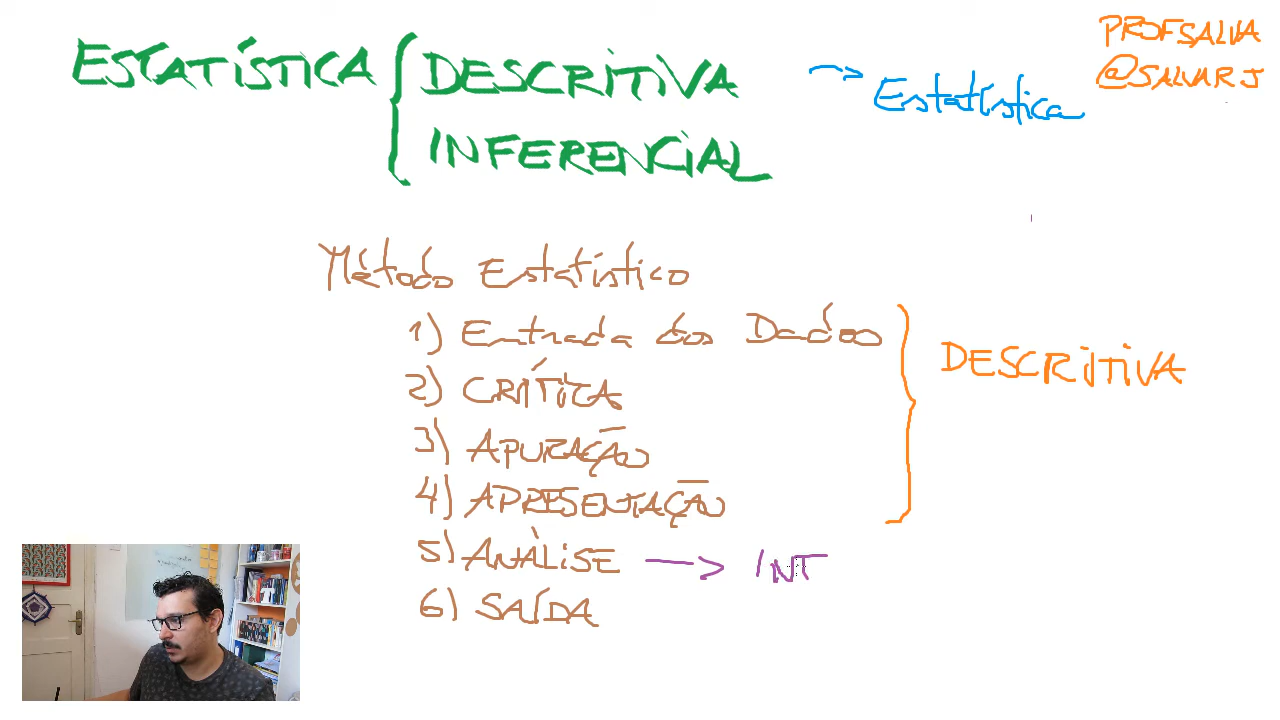 PROFSALVA
@SALVARJ
ESTATÍSTICA { DESCRITIVA
INFERENCIAL
→ Estatística
Método Estatístico
1) Entrada dos Dados
2) CRÍTICA
3) APURAÇÃO
4) APRESENTAÇÃO
} DESCRITIVA
5) ANÁLISE → INT
6) SAÍDA